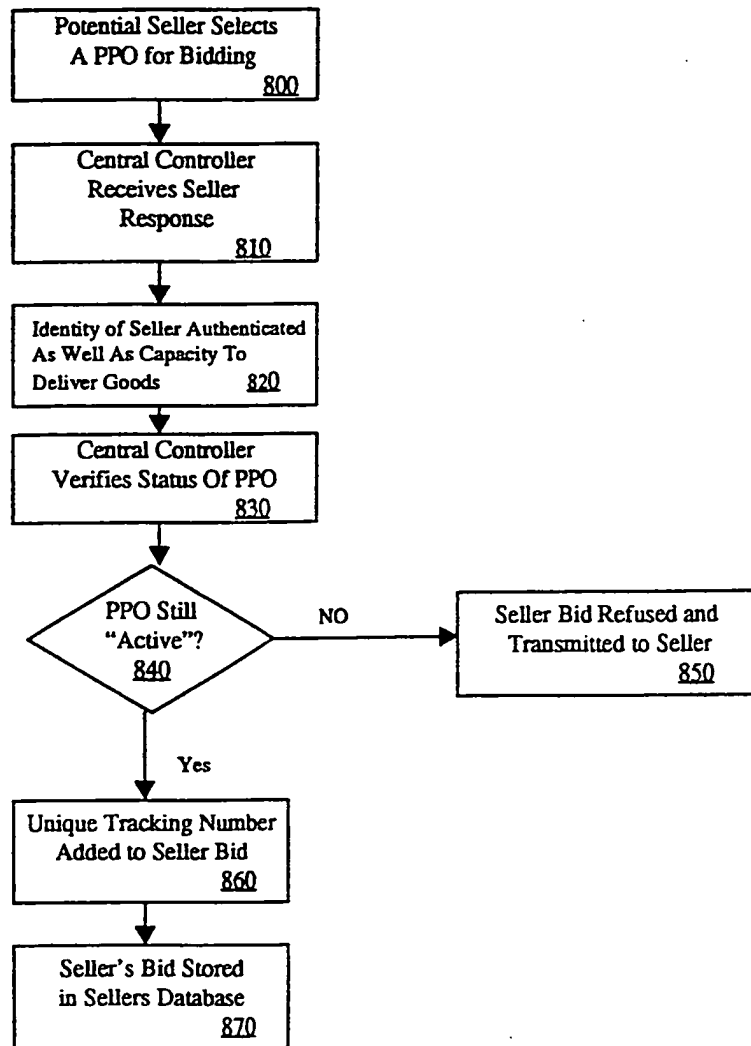 Potential Seller Selects
A PPO for Bidding
800
Central Controller
Receives Seller
Response
810
Identity of Seller Authenticated
As Well As Capacity To
Deliver Goods 820
Central Controller
Verifies Status Of PPO
830
PPO Still
"Active"?
840
NO
Seller Bid Refused and
Transmitted to Seller
850
Yes
Unique Tracking Number
Added to Seller Bid
860
Seller's Bid Stored
in Sellers Database
870